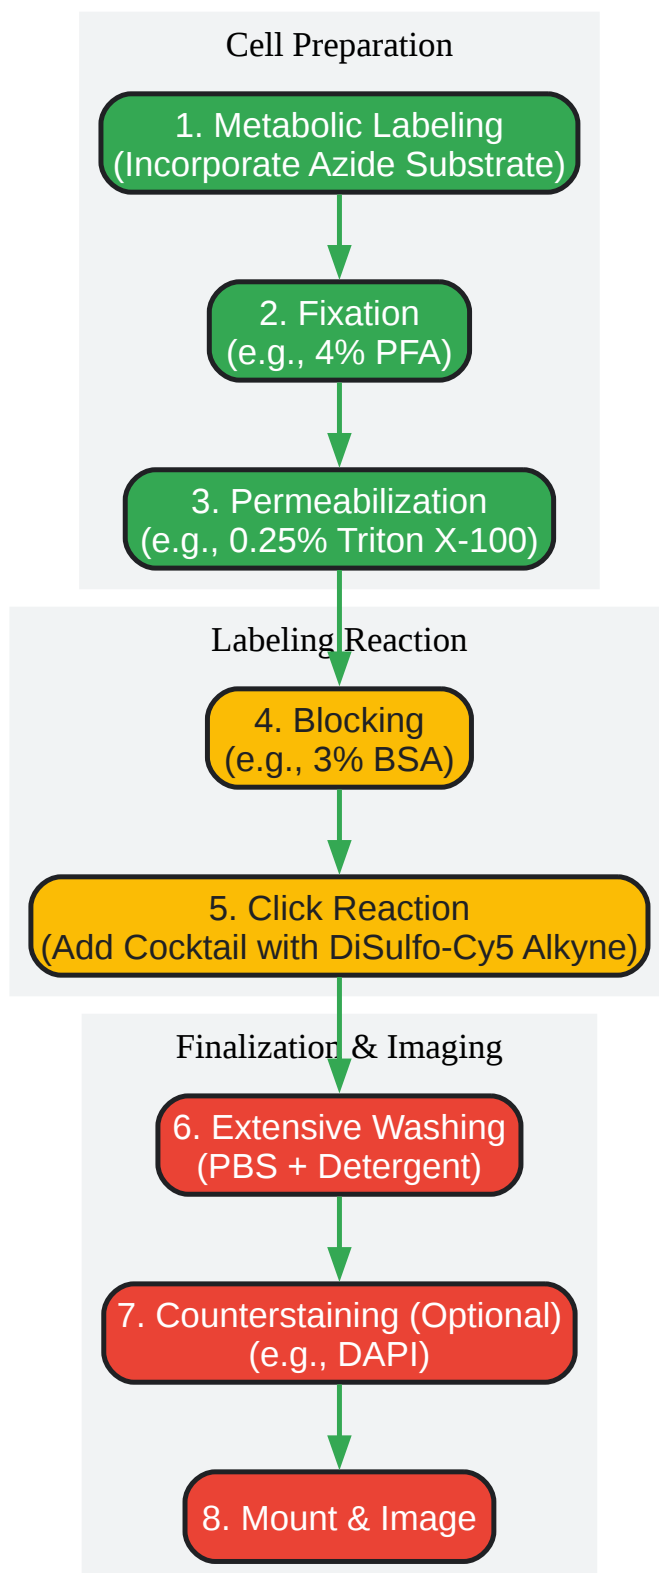 Cell Preparation
1. Metabolic Labeling
(Incorporate Azide Substrate)
2. Fixation
(e.g., 4% PFA)
3. Permeabilization
(e.g., 0.25% Triton X-100)
Labeling Reaction
4. Blocking
(e.g., 3% BSA)
5. Click Reaction
(Add Cocktail with DiSulfo-Cy5 Alkyne)
Finalization & Imaging
6. Extensive Washing
(PBS + Detergent)
7. Counterstaining (Optional)
(e.g., DAPI)
8. Mount & Image